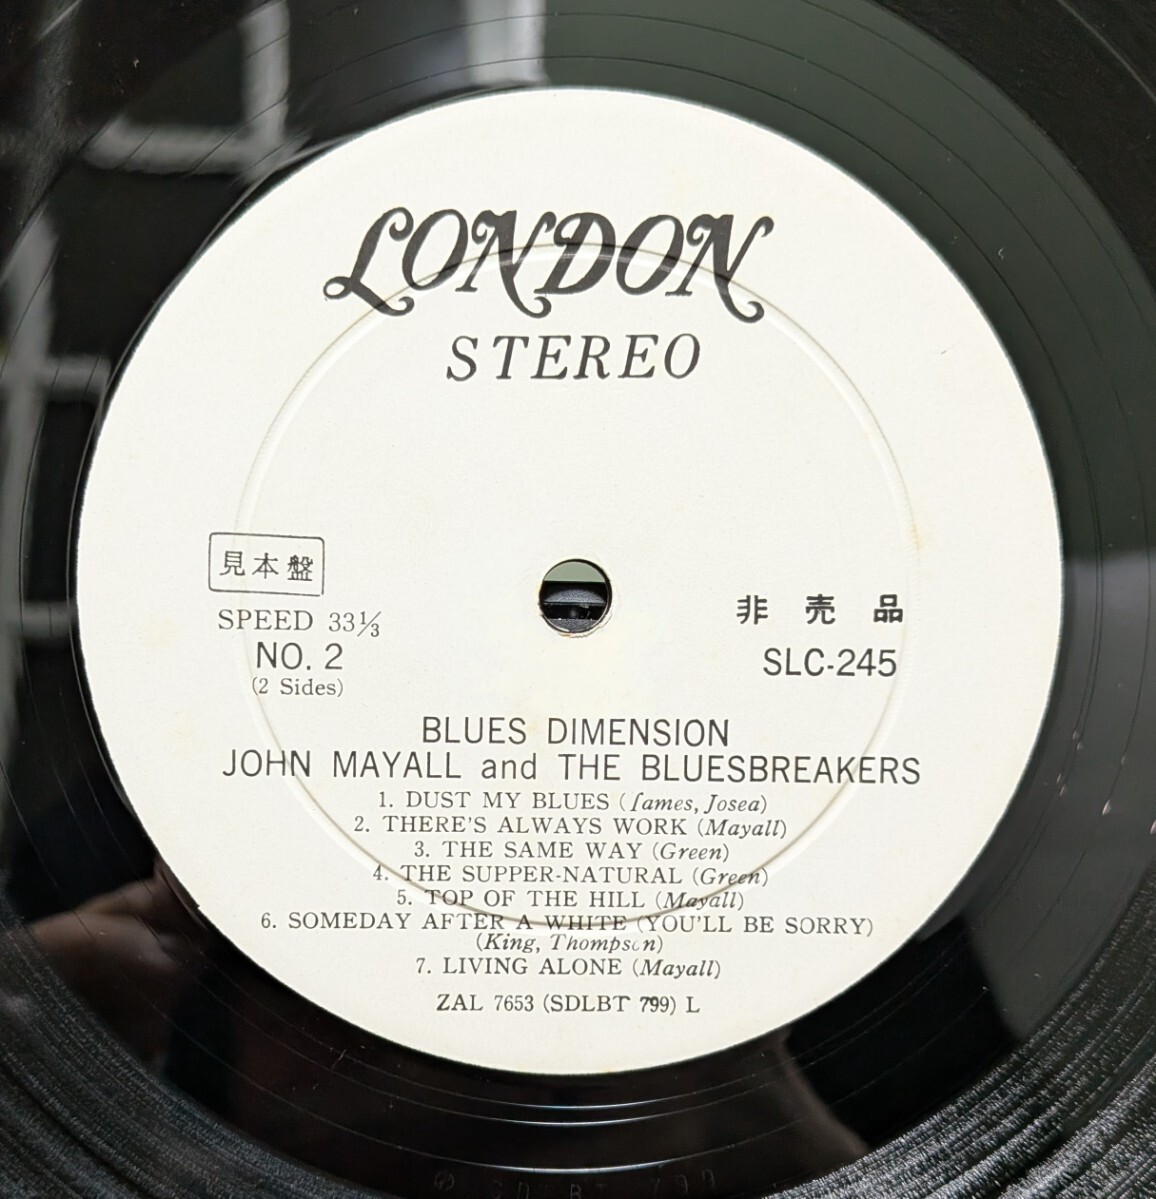 LONDON
STEREO
見本盤
SPEED 33⅓
NO. 2
(2 Sides)
非売品
SLC-245
BLUES DIMENSION
JOHN MAYALL and THE BLUESBREAKERS
1. DUST MY BLUES (James, Josea)
2. THERE'S ALWAYS WORK (Mayall)
3. THE SAME WAY (Green)
4. THE SUPPER-NATURAL (Green)
5. TOP OF THE HILL (Mayall)
6. SOMEDAY AFTER A WHITE (YOU'LL BE SORRY)
(King, Thompson)
7. LIVING ALONE (Mayall)
ZAL 7653 (SDLBT 799) L